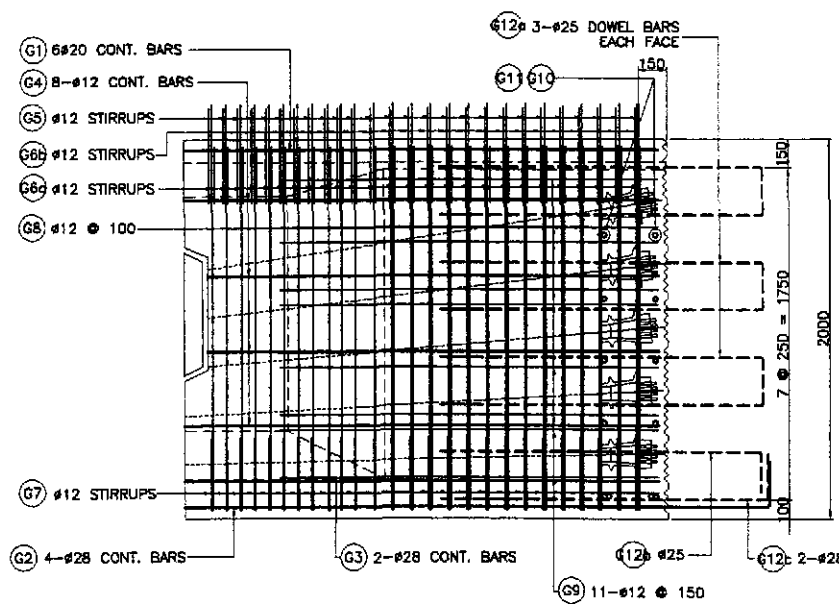 G12a 3-ø25 DOWEL BARS
EACH FACE
G1 6ø20 CONT. BARS
G4 8-ø12 CONT. BARS
G11 G10
150
G5 ø12 STIRRUPS
G6b ø12 STIRRUPS
G6a ø12 STIRRUPS
150
G8 ø12 @ 100
7 @ 250 = 1750
2000
G7 ø12 STIRRUPS
100
G2 4-ø28 CONT. BARS
G3 2-ø28 CONT. BARS
G12b ø25
G12c 2-ø28
G9 11-ø12 @ 150